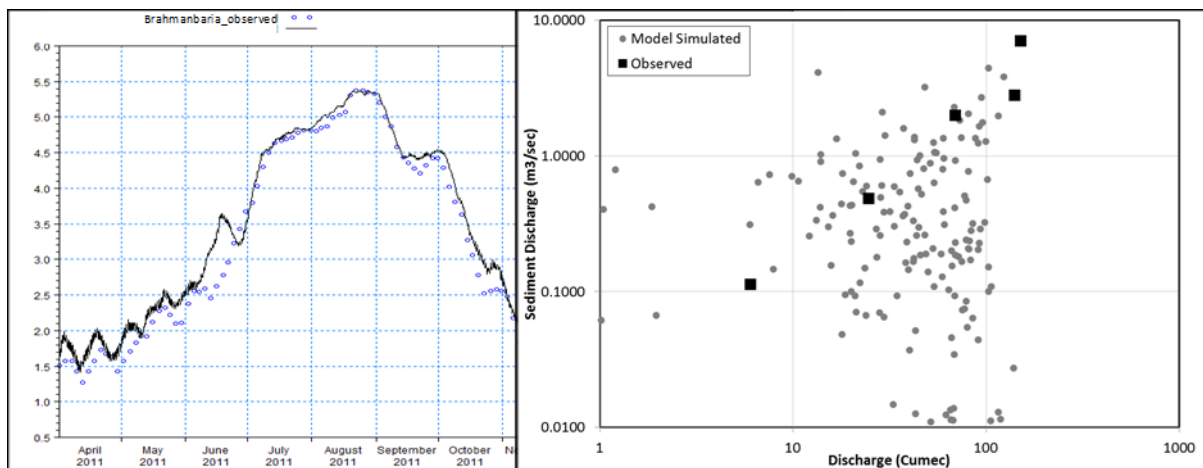 Brahmanbaria_observed
6.0
5.5
5.0
4.5
4.0
3.5
3.0
2.5
2.0
1.5
1.0
0.5
April May June July August September October N
2011 2011 2011 2011 2011 2011 2011
10.0000
1.0000
0.1000
0.0100
Sediment Discharge (m3/sec)
Model Simulated
Observed
1 10 100 1000
Discharge (Cumec)